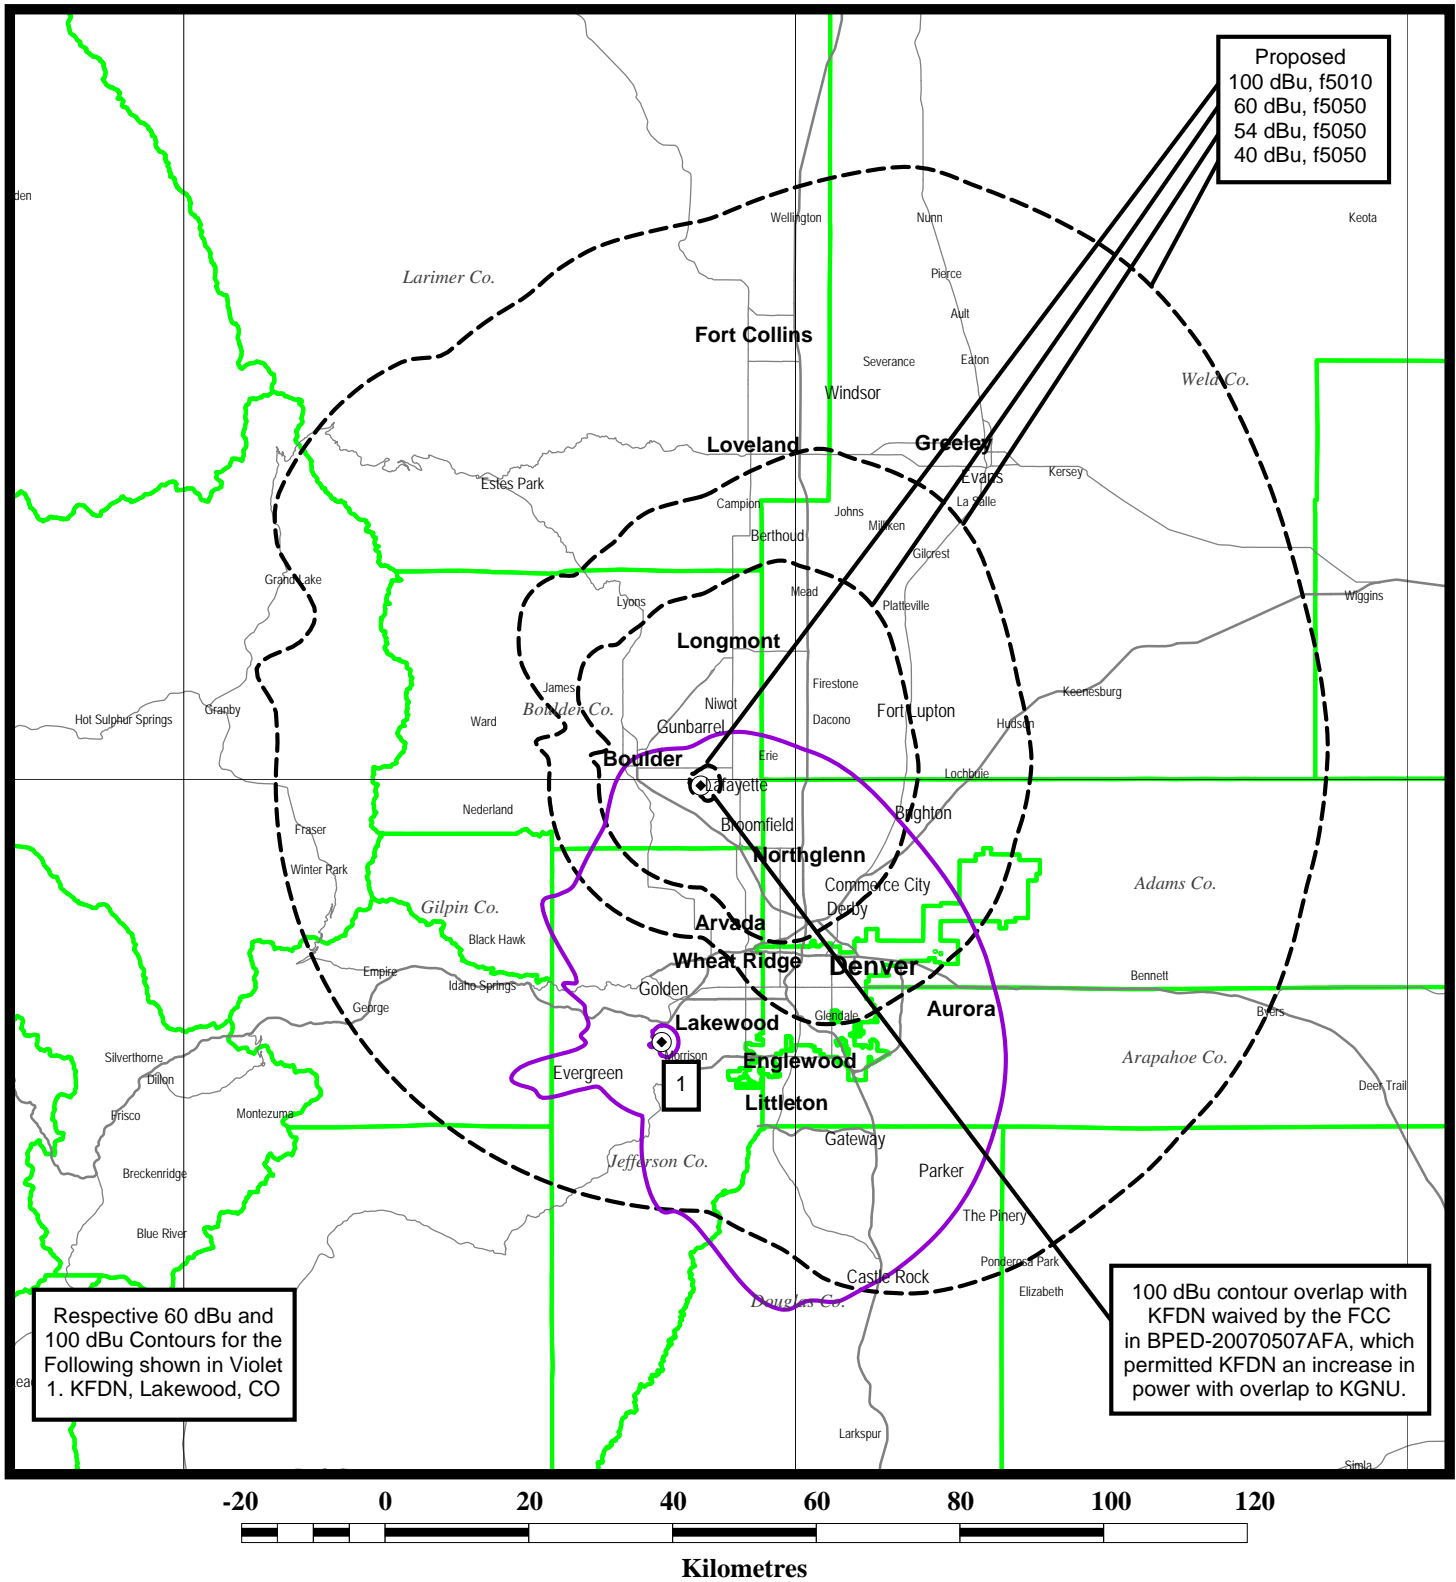 Proposed
100 dBu, f5010
60 dBu, f5050
54 dBu, f5050
40 dBu, f5050
den
Wellington
Nunn
Keota
Larimer Co.
Pierce
Ault
Fort Collins
Severance
Eaton
Weld Co.
Windsor
Loveland
Greeley
Evans
Kersey
Estes Park
Campion
La Salle
Johns
Milliken
Berthoud
Gilcrest
Grand Lake
Mead
Lyons
Platteville
Wiggins
Longmont
James
Firestone
Keenesburg
Niwot
Granby
Boulder Co.
Fort Lupton
Hot Sulphur Springs
Ward
Dacono
Hudson
Gunbarrel
Boulder
Erie
Lochbuie
Lafayette
Nederland
Brighton
Broomfield
Fraser
Northglenn
Winter Park
Commerce City
Adams Co.
Gilpin Co.
Derby
Arvada
Black Hawk
Wheat Ridge
Denver
Empire
Bennett
Idaho Springs
Golden
George
Aurora
Byers
Glendale
Lakewood
Silverthorne
Morrison
Englewood
Arapahoe Co.
Evergreen
Dillon
1
Deer Trail
Frisco
Montezuma
Littleton
Gateway
Jefferson Co.
Breckenridge
Parker
The Pinery
Blue River
Ponderosa Park
Castle Rock
Elizabeth
Douglas Co.
Respective 60 dBu and
100 dBu Contours for the
Following shown in Violet
1. KFDN, Lakewood, CO
100 dBu contour overlap with
KFDN waived by the FCC
in BPED-20070507AFA, which
permitted KFDN an increase in
power with overlap to KGNU.
Larkspur
Simla
-20 0 20 40 60 80 100 120
Kilometres